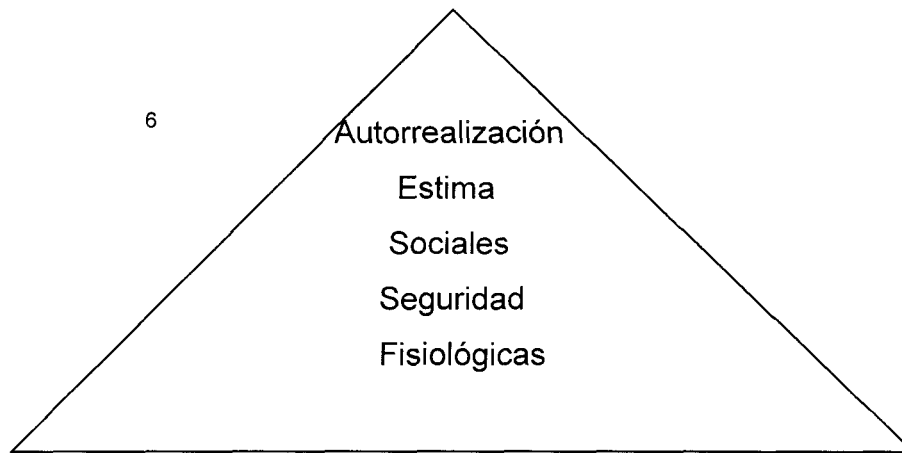 6
Autorrealización
Estima
Sociales
Seguridad
Fisiológicas